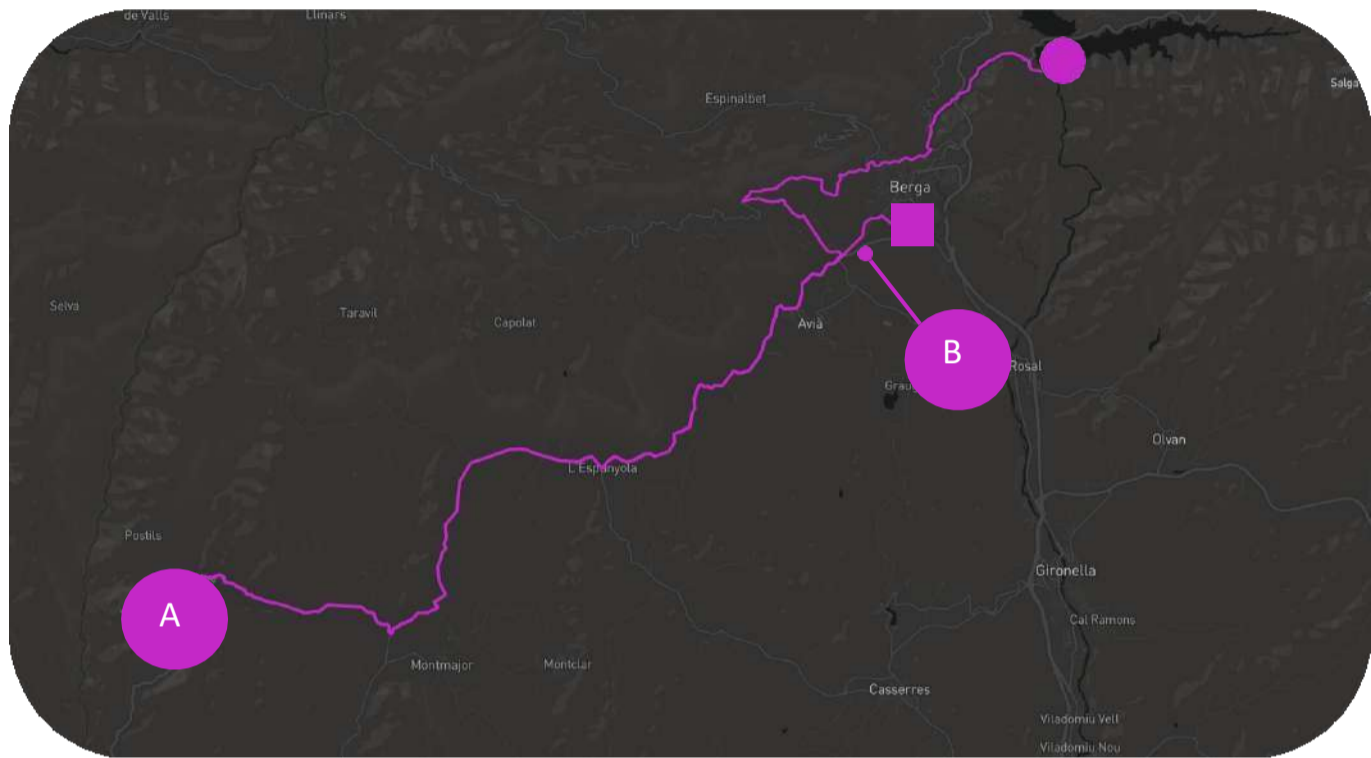 de Valls
Llinars
Salga
Espinalbet
Berga
Selva
Taravil
Capolat
Avià
B
Rosal
Grau
Olvan
L'Espunyola
Postils
Gironella
A
Cal Ramons
Montmajor
Montclar
Casserres
Viladomiu Vell
Viladomiu Nou